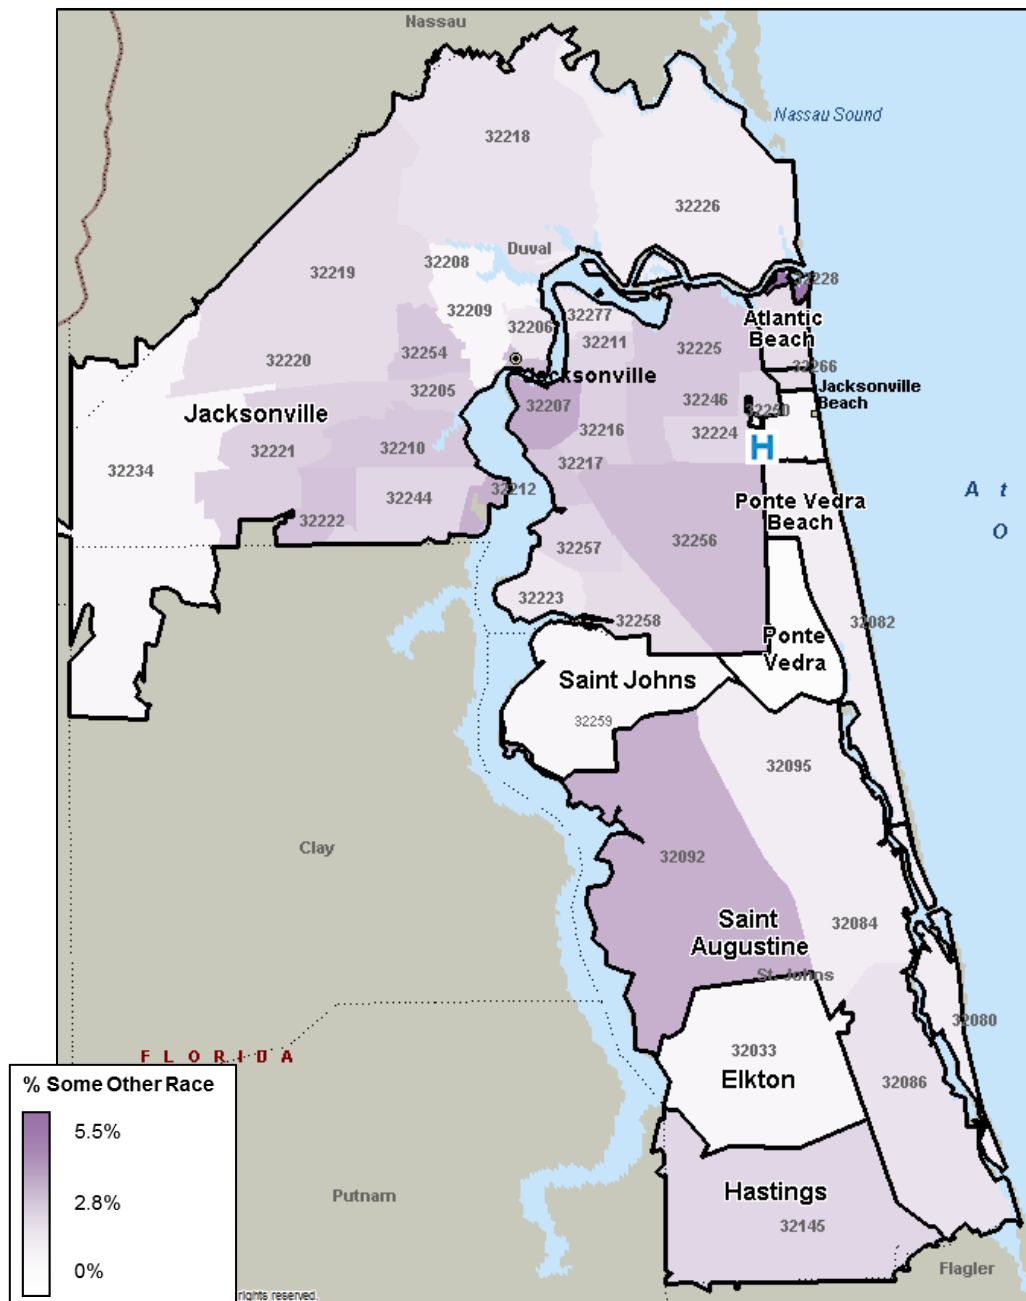 Nassau
Nassau Sound
32218
32226
Duval
32208
32219
32228
32209
32277
Atlantic
Beach
32206
32211
32225
32254
32220
32266
Jacksonville
32205
Jacksonville
Beach
32207
32246
32250
Jacksonville
32216
32224
32210
32221
H
32217
32234
32212
32244
A t
Ponte Vedra
Beach
32222
O
32257
32256
32223
32258
32082
Ponte
Vedra
Saint Johns
32259
32095
Clay
32092
Saint
Augustine
32084
St. Johns
32080
FLORIDA
32033
Elkton
32086
% Some Other Race
5.5%
2.8%
0%
Putnam
Hastings
32145
Flagler
rights reserved.